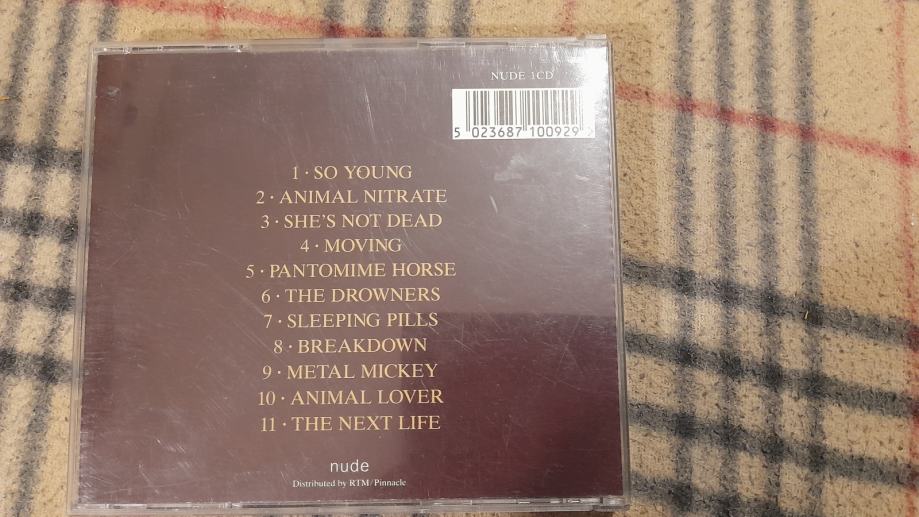 NUDE 1CD
5 023687 100929 >
1 · SO YOUNG
2 · ANIMAL NITRATE
3 · SHE'S NOT DEAD
4 · MOVING
5 · PANTOMIME HORSE
6 · THE DROWNERS
7 · SLEEPING PILLS
8 · BREAKDOWN
9 · METAL MICKEY
10 · ANIMAL LOVER
11 · THE NEXT LIFE
nude
Distributed by RTM/Pinnacle